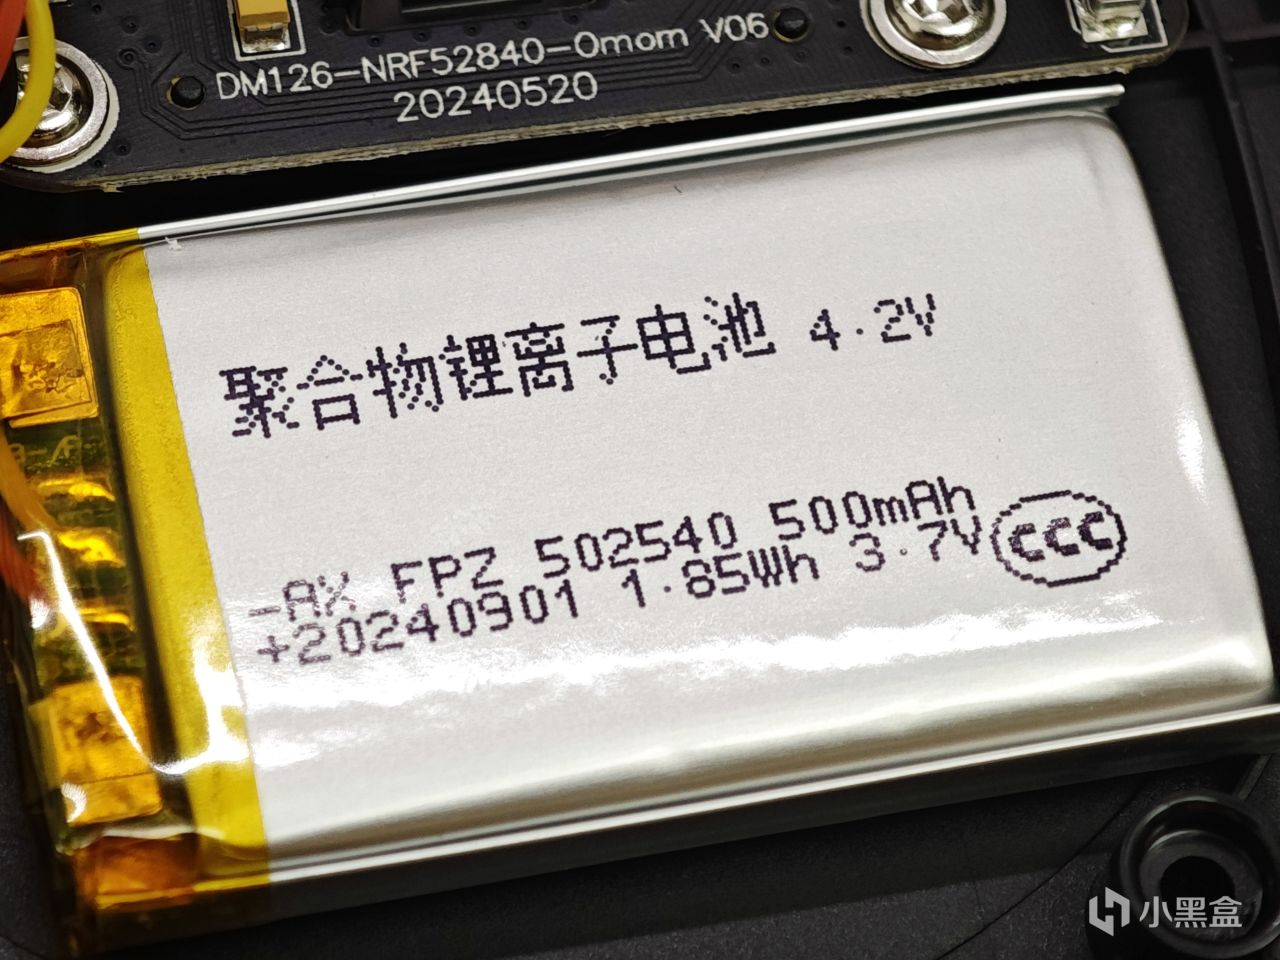 DM126-NRF52840-Omom V06
20240520
聚合物锂离子电池 4.2V
-AX FPZ 502540 500mAh
+20240901 1.85Wh 3.7V
CCC
小黑盒